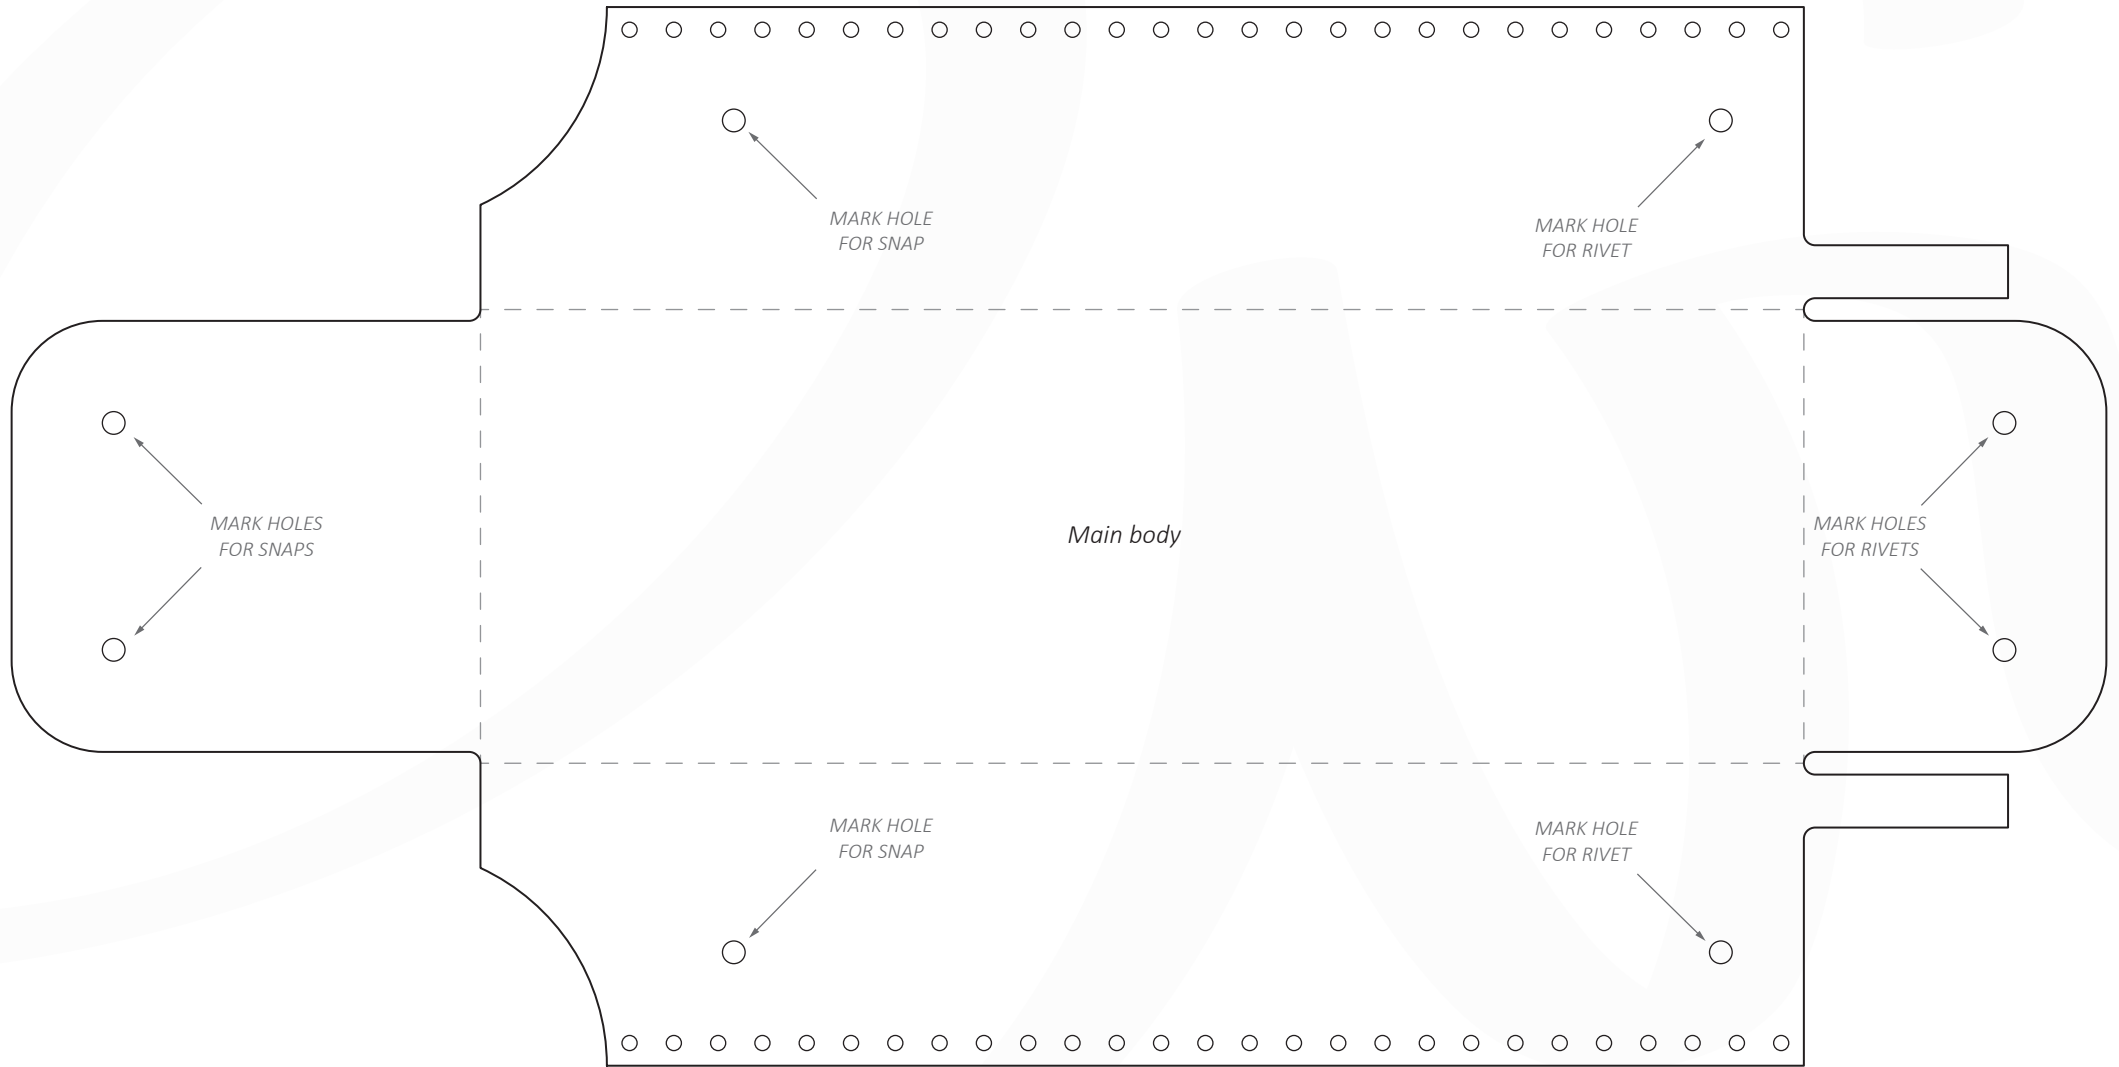 MARK HOLE
FOR SNAP
MARK HOLE
FOR RIVET
MARK HOLES
FOR SNAPS
Main body
MARK HOLES
FOR RIVETS
MARK HOLE
FOR SNAP
MARK HOLE
FOR RIVET